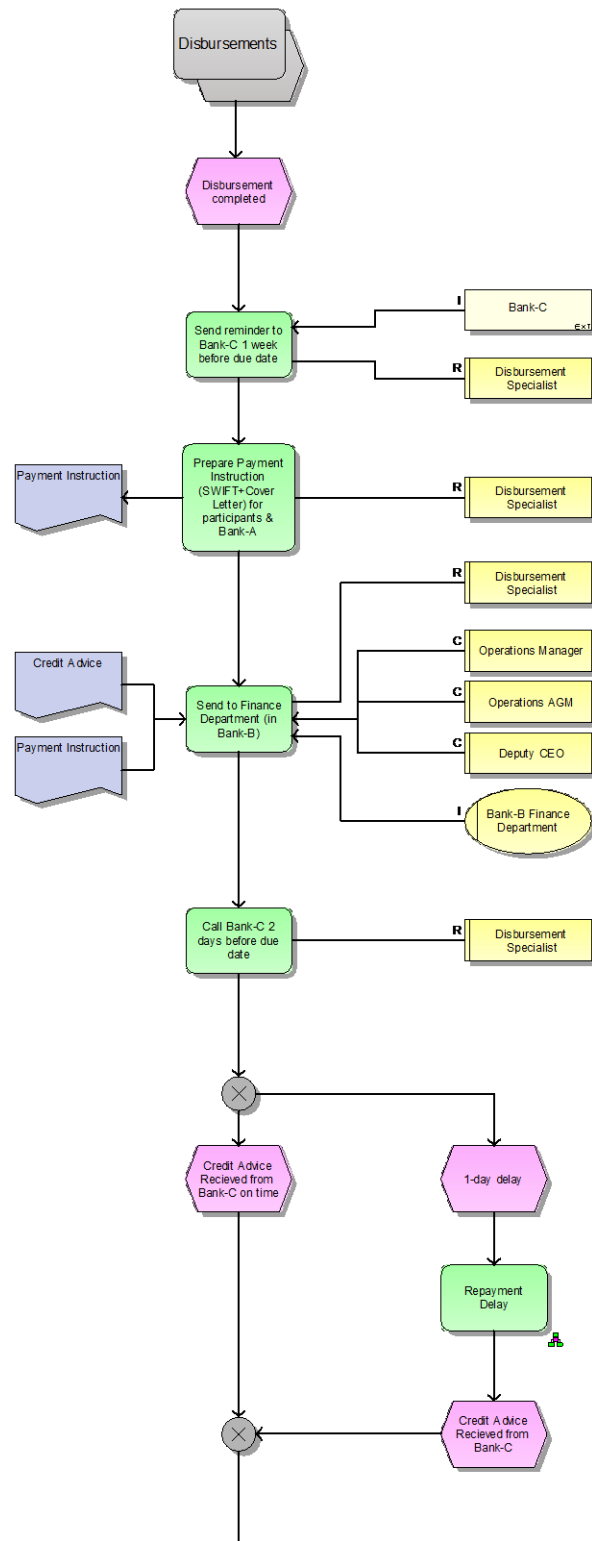 Disbursements
Disbursement
completed
Send reminder to
Bank-C 1 week
before due date
I
Bank-C
EXT
R
Disbursement
Specialist
Payment Instruction
Prepare Payment
Instruction
(SWIFT+Cover
Letter) for
participants &
Bank-A
R
Disbursement
Specialist
R
Disbursement
Specialist
Credit Advice
Payment Instruction
Send to Finance
Department (in
Bank-B)
C
Operations Manager
C
Operations AGM
C
Deputy CEO
I
Bank-B Finance
Department
Call Bank-C 2
days before due
date
R
Disbursement
Specialist
Credit Advice
Recieved from
Bank-C on time
1-day delay
Repayment
Delay
Credit Advice
Recieved from
Bank-C